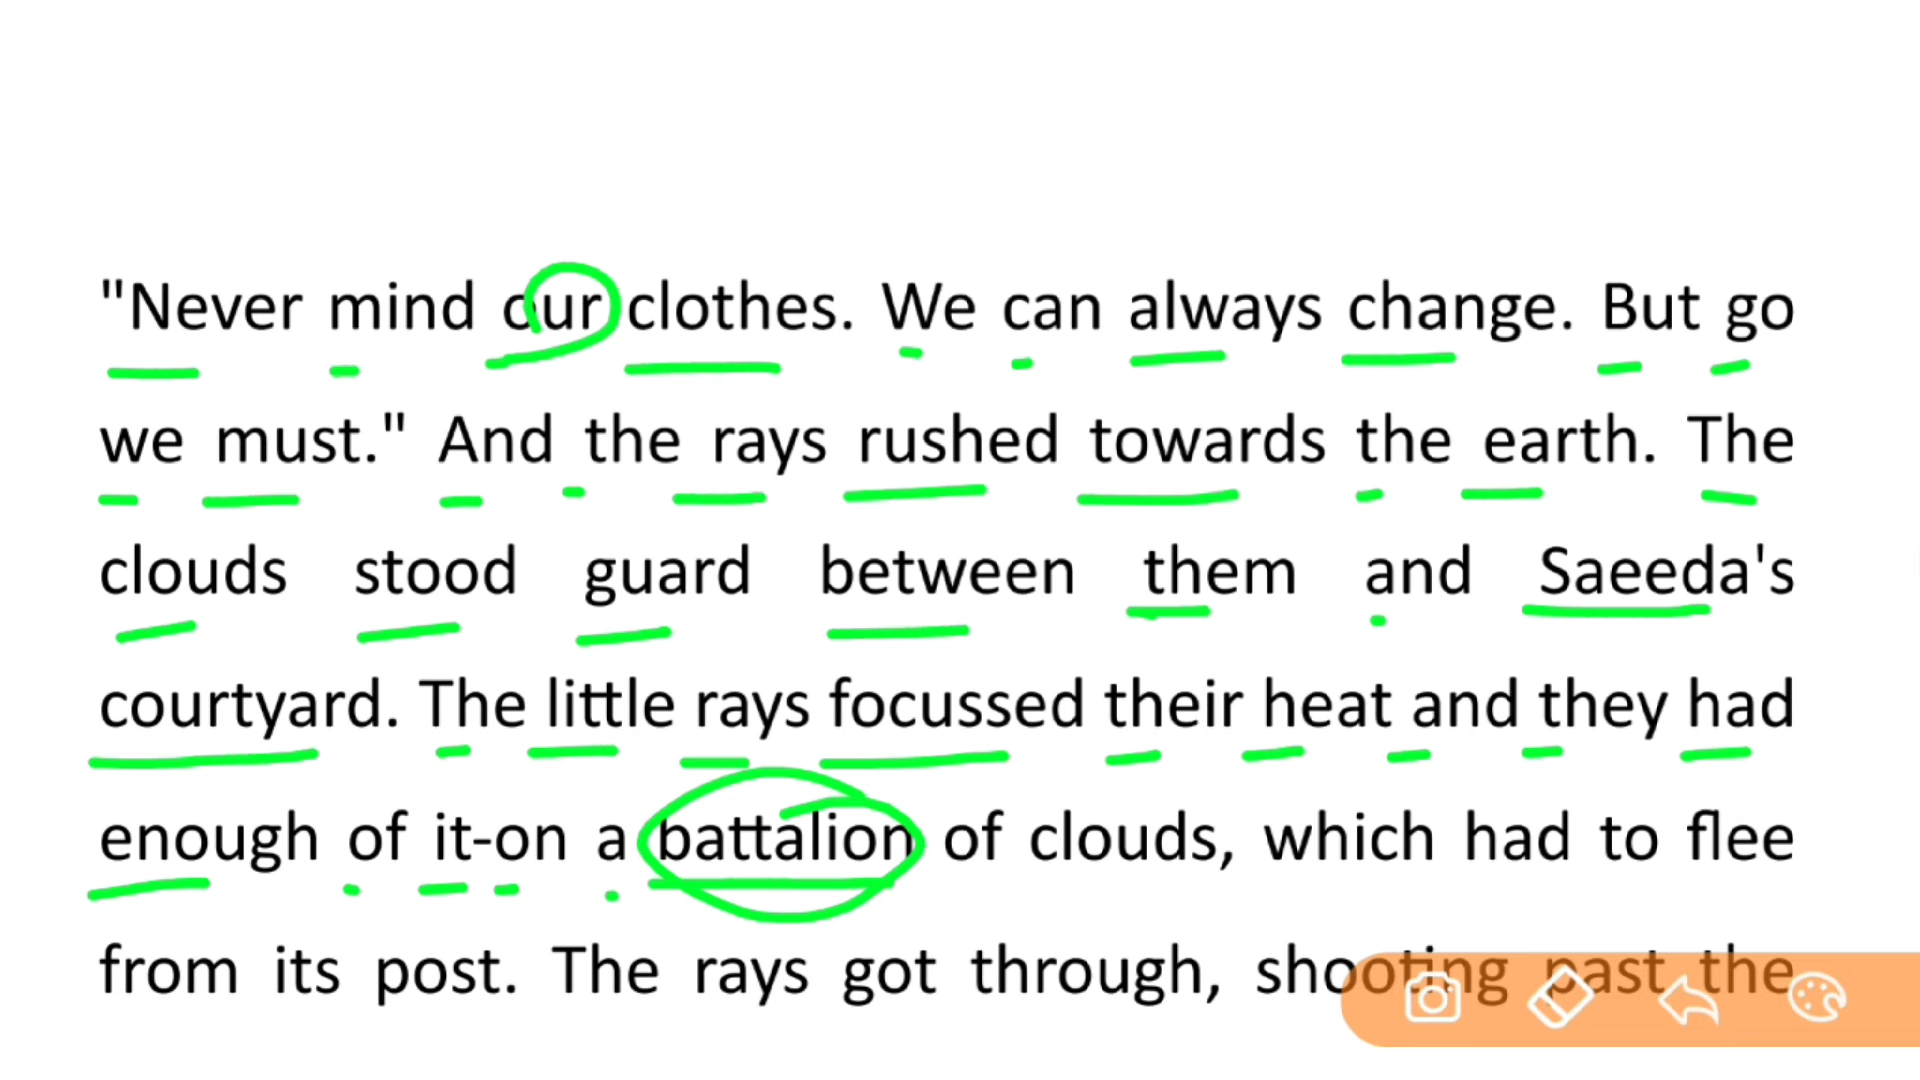 "Never mind our clothes. We can always change. But go
we must." And the rays rushed towards the earth. The
clouds stood guard between them and Saeeda's
courtyard. The little rays focussed their heat and they had
enough of it-on a battalion of clouds, which had to flee
from its post. The rays got through, shooting past the